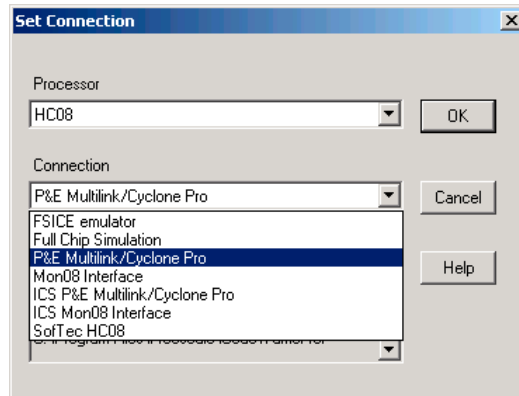 Set Connection
Processor
HC08
OK
Connection
P&E Multilink/Cyclone Pro
Cancel
FSICE emulator
Full Chip Simulation
P&E Multilink/Cyclone Pro
Help
Mon08 Interface
ICS P&E Multilink/Cyclone Pro
ICS Mon08 Interface
SofTec HC08